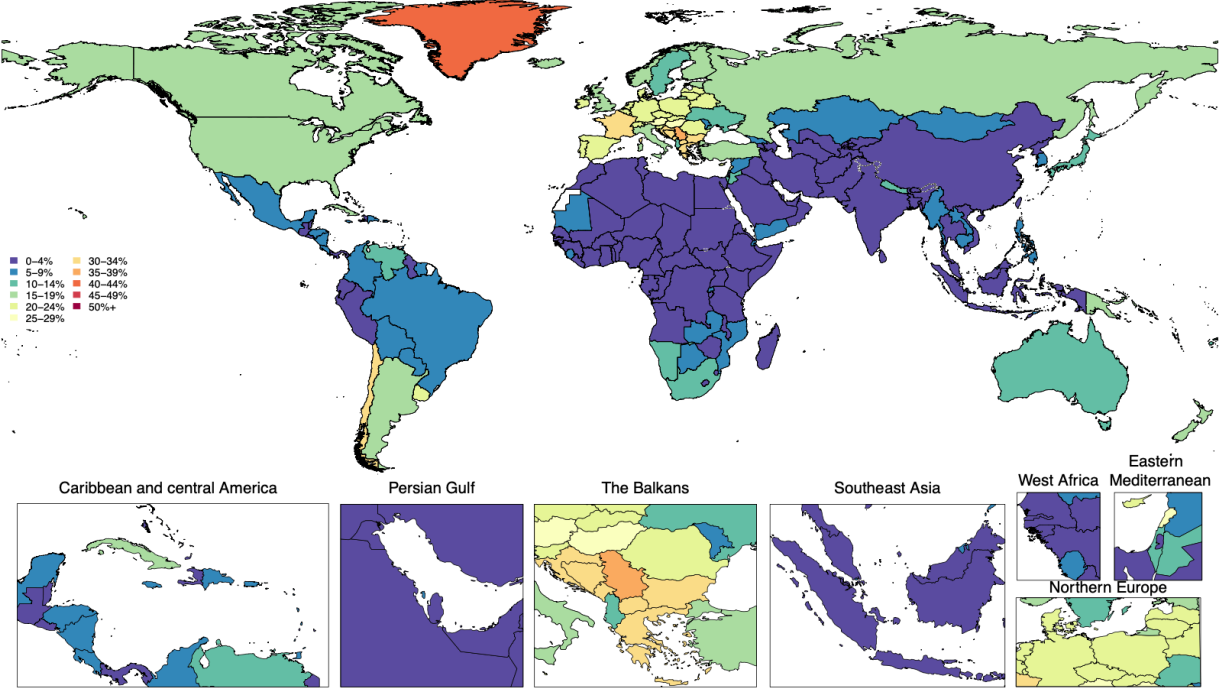 0–4%
5–9%
10–14%
15–19%
20–24%
25–29%
30–34%
35–39%
40–44%
45–49%
50%+
Caribbean and central America
Persian Gulf
The Balkans
Southeast Asia
West Africa
Eastern
Mediterranean
Northern Europe